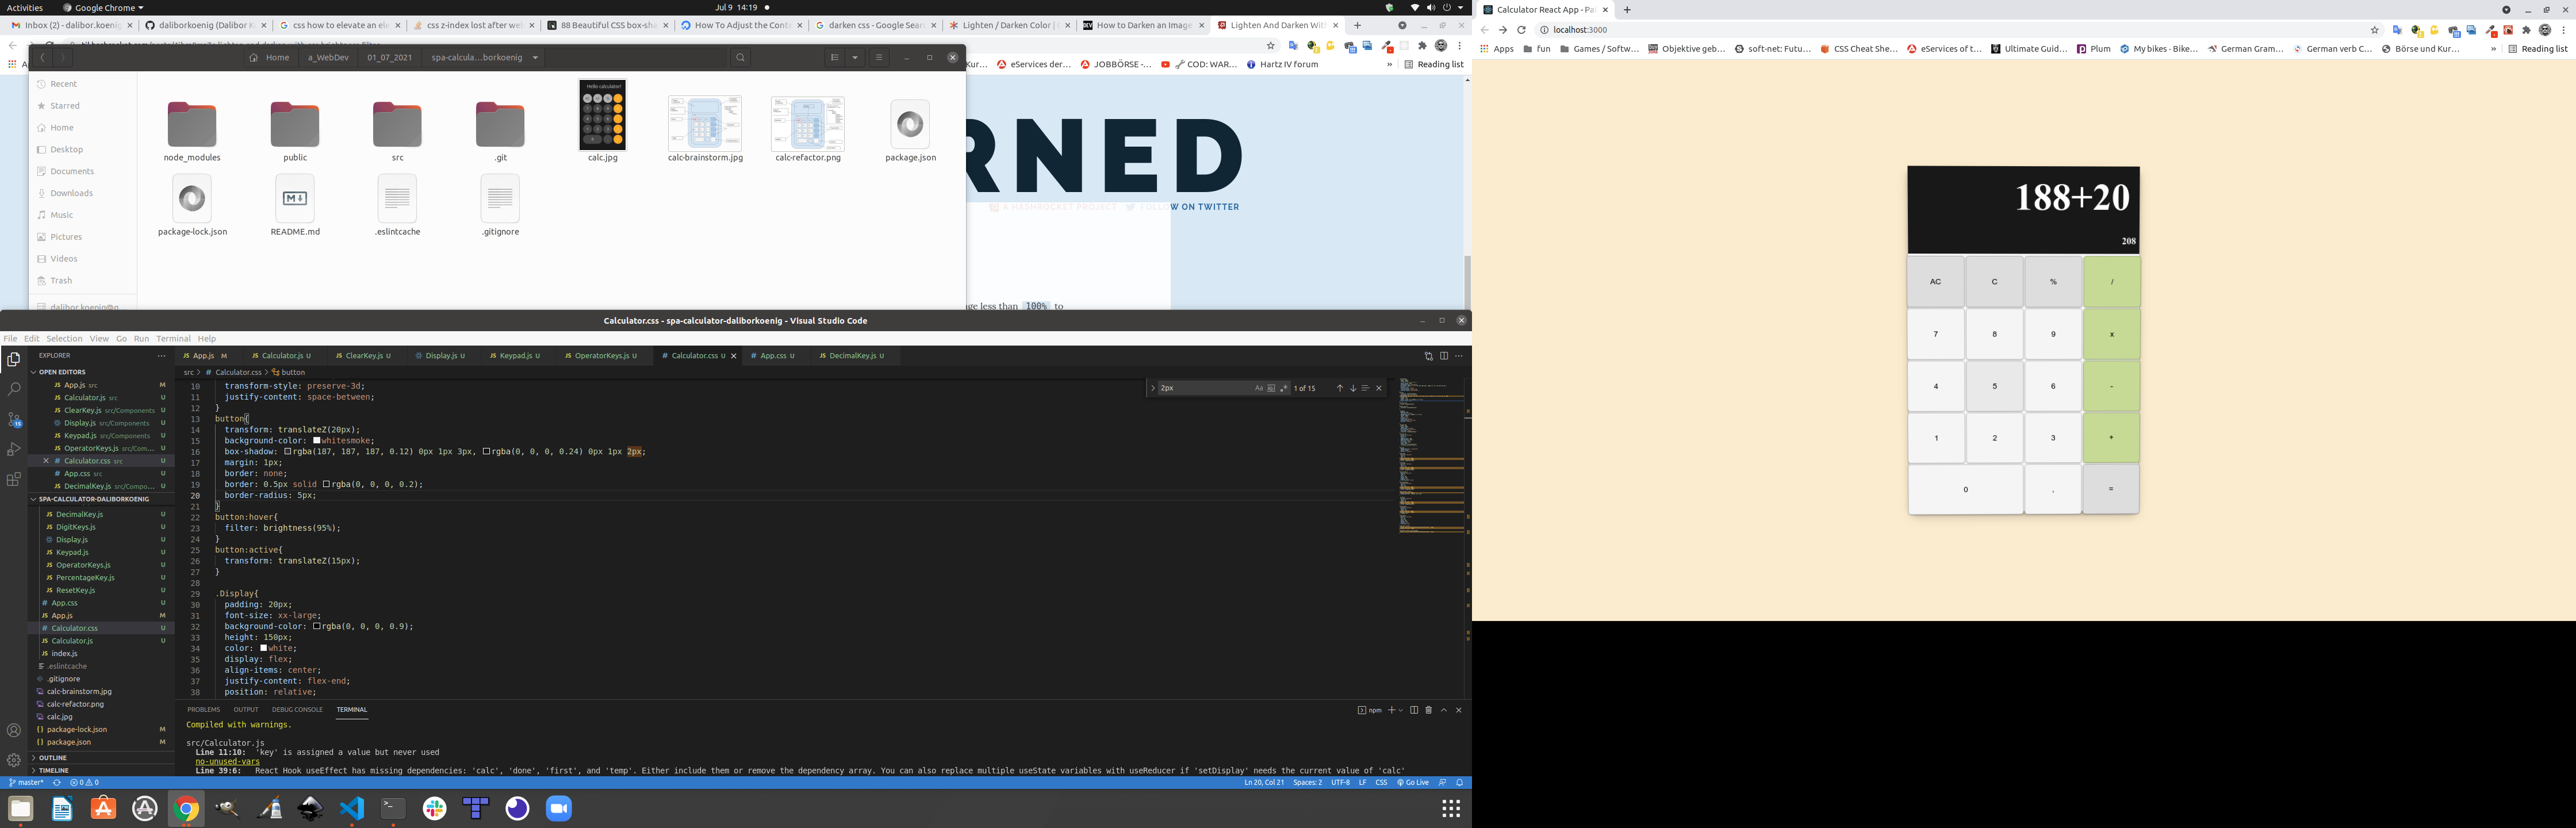 Activities
Google Chrome
Jul 9 14:19
Inbox (2) - dalibor.koenig
daliborkoenig (Dalibor K
css how to elevate an ele
css z-index lost after web
88 Beautiful CSS box-sha
How To Adjust the Conte
darken css - Google Sear
Lighten / Darken Color |
How to Darken an Image
Lighten And Darken Wit
Home
a_WebDev
01_07_2021
spa-calcula…borkoenig
Kur…
eServices der…
JOBBÖRSE -…
COD: WAR…
Hartz IV forum
»
Reading list
Recent
Starred
Home
Desktop
Documents
Downloads
Music
Pictures
Videos
Trash
dalibor.koenig@g
node_modules
public
src
.git
calc.jpg
calc-brainstorm.jpg
calc-refactor.png
package.json
package-lock.json
README.md
.eslintcache
.gitignore
RNED
A HASHROCKET PROJECT
FOLLOW ON TWITTER
ge less than 100% to
Calculator.css - spa-calculator-daliborkoenig - Visual Studio Code
File Edit Selection View Go Run Terminal Help
EXPLORER
OPEN EDITORS
App.js src M
Calculator.js src U
ClearKey.js src/Components U
Display.js src/Components U
Keypad.js src/Components U
OperatorKeys.js src/Com… U
Calculator.css src U
App.css src U
DecimalKey.js src/Compo… U
SPA-CALCULATOR-DALIBORKOENIG
DecimalKey.js U
DigitKeys.js U
Display.js U
Keypad.js U
OperatorKeys.js U
PercentageKey.js U
ResetKey.js U
App.css U
App.js M
Calculator.css U
Calculator.js U
index.js
.eslintcache
.gitignore
calc-brainstorm.jpg
calc-refactor.png
calc.jpg
package-lock.json M
package.json M
OUTLINE
TIMELINE
App.js M
Calculator.js U
ClearKey.js U
Display.js U
Keypad.js U
OperatorKeys.js U
Calculator.css U
App.css U
DecimalKey.js U
src > Calculator.css > button
2px
1 of 15
10 transform-style: preserve-3d;
11 justify-content: space-between;
12 }
13 button{
14 transform: translateZ(20px);
15 background-color: whitesmoke;
16 box-shadow: rgba(187, 187, 187, 0.12) 0px 1px 3px, rgba(0, 0, 0, 0.24) 0px 1px 2px;
17 margin: 1px;
18 border: none;
19 border: 0.5px solid rgba(0, 0, 0, 0.2);
20 border-radius: 5px;
21 }
22 button:hover{
23 filter: brightness(95%);
24 }
25 button:active{
26 transform: translateZ(15px);
27 }
28
29 .Display{
30 padding: 20px;
31 font-size: xx-large;
32 background-color: rgba(0, 0, 0, 0.9);
33 height: 150px;
34 color: white;
35 display: flex;
36 align-items: center;
37 justify-content: flex-end;
38 position: relative;
PROBLEMS OUTPUT DEBUG CONSOLE TERMINAL
npm
Compiled with warnings.
src/Calculator.js
Line 11:10: 'key' is assigned a value but never used
no-unused-vars
Line 39:6: React Hook useEffect has missing dependencies: 'calc', 'done', 'first', and 'temp'. Either include them or remove the dependency array. You can also replace multiple useState variables with useReducer if 'setDisplay' needs the current value of 'calc'
master*
0 0
Ln 20, Col 21
Spaces: 2
UTF-8
LF
CSS
Go Live
Calculator React App - Pa
localhost:3000
Apps
fun
Games / Softw…
Objektive geb…
soft-net: Futu…
CSS Cheat She…
eServices of t…
Ultimate Guid…
Plum
My bikes - Bike…
German Gram…
German verb C…
Börse und Kur…
»
Reading list
188+20
208
AC C % /
7 8 9 x
4 5 6 -
1 2 3 +
0 , =